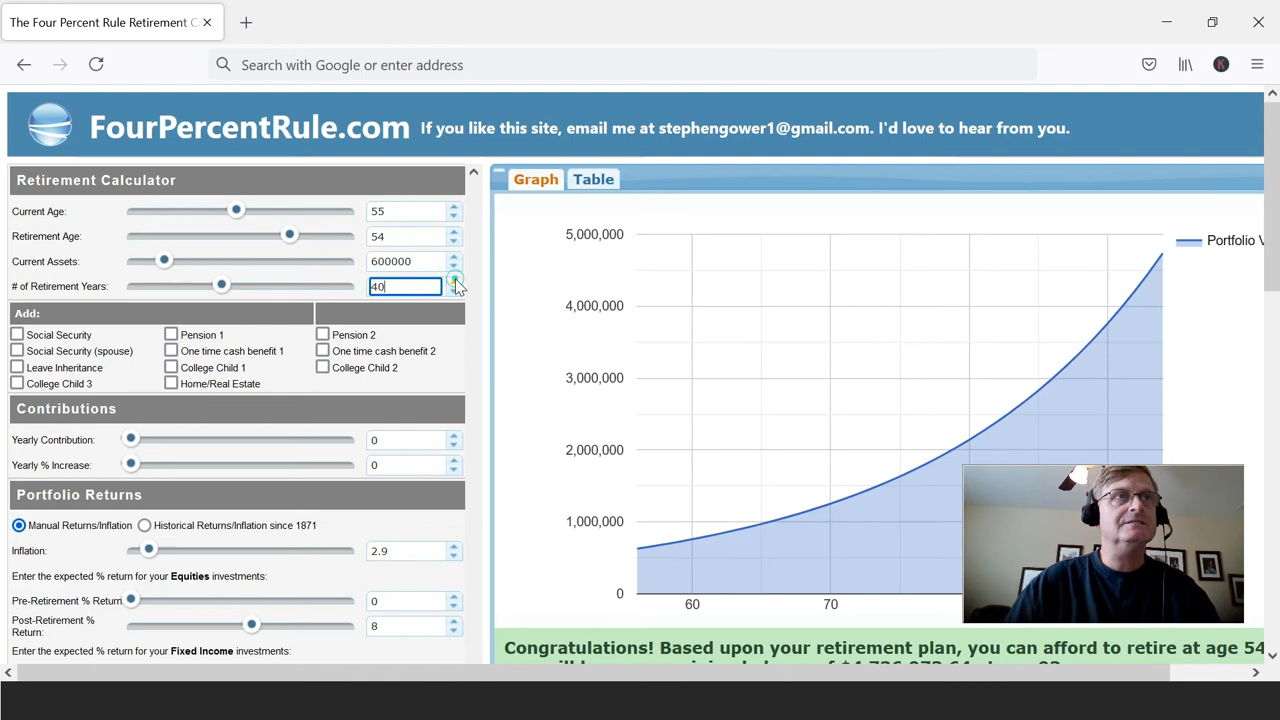 The Four Percent Rule Retirement C
Search with Google or enter address
K
FourPercentRule.com If you like this site, email me at stephengower1@gmail.com. I'd love to hear from you.
Retirement Calculator
Current Age: 55
Retirement Age: 54
Current Assets: 600000
# of Retirement Years: 40
Add:
Social Security Pension 1 Pension 2
Social Security (spouse) One time cash benefit 1 One time cash benefit 2
Leave Inheritance College Child 1 College Child 2
College Child 3 Home/Real Estate
Contributions
Yearly Contribution: 0
Yearly % Increase: 0
Portfolio Returns
Manual Returns/Inflation Historical Returns/Inflation since 1871
Inflation: 2.9
Enter the expected % return for your Equities investments:
Pre-Retirement % Return 0
Post-Retirement % Return: 8
Enter the expected % return for your Fixed Income investments:
Graph Table
5,000,000
4,000,000
3,000,000
2,000,000
1,000,000
0
60 70
Portfolio V
Congratulations! Based upon your retirement plan, you can afford to retire at age 54